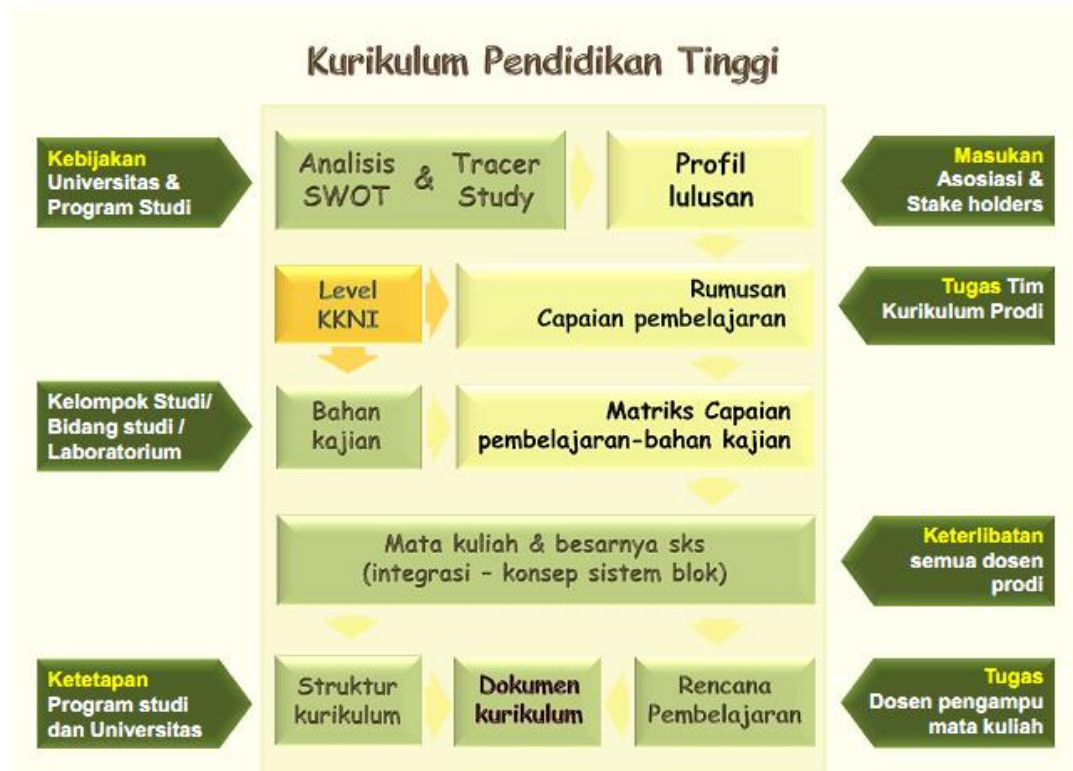 Kurikulum Pendidikan Tinggi
Kebijakan
Universitas &
Program Studi
Analisis
SWOT
&
Tracer
Study
Profil
lulusan
Masukan
Asosiasi &
Stake holders
Level
KKNI
Rumusan
Capaian pembelajaran
Tugas Tim
Kurikulum Prodi
Kelompok Studi/
Bidang studi /
Laboratorium
Bahan
kajian
Matriks Capaian
pembelajaran-bahan kajian
Mata kuliah & besarnya sks
(integrasi - konsep sistem blok)
Keterlibatan
semua dosen
prodi
Ketetapan
Program studi
dan Universitas
Struktur
kurikulum
Dokumen
kurikulum
Rencana
Pembelajaran
Tugas
Dosen pengampu
mata kuliah